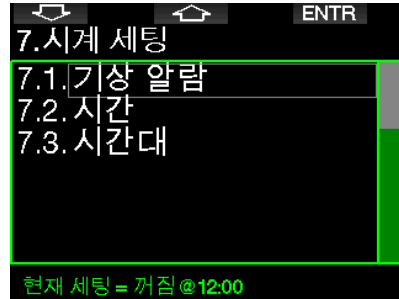 ENTR
7.시계 세팅
7.1.기상 알람
7.2.시간
7.3.시간대
현재 세팅 = 꺼짐@12:00